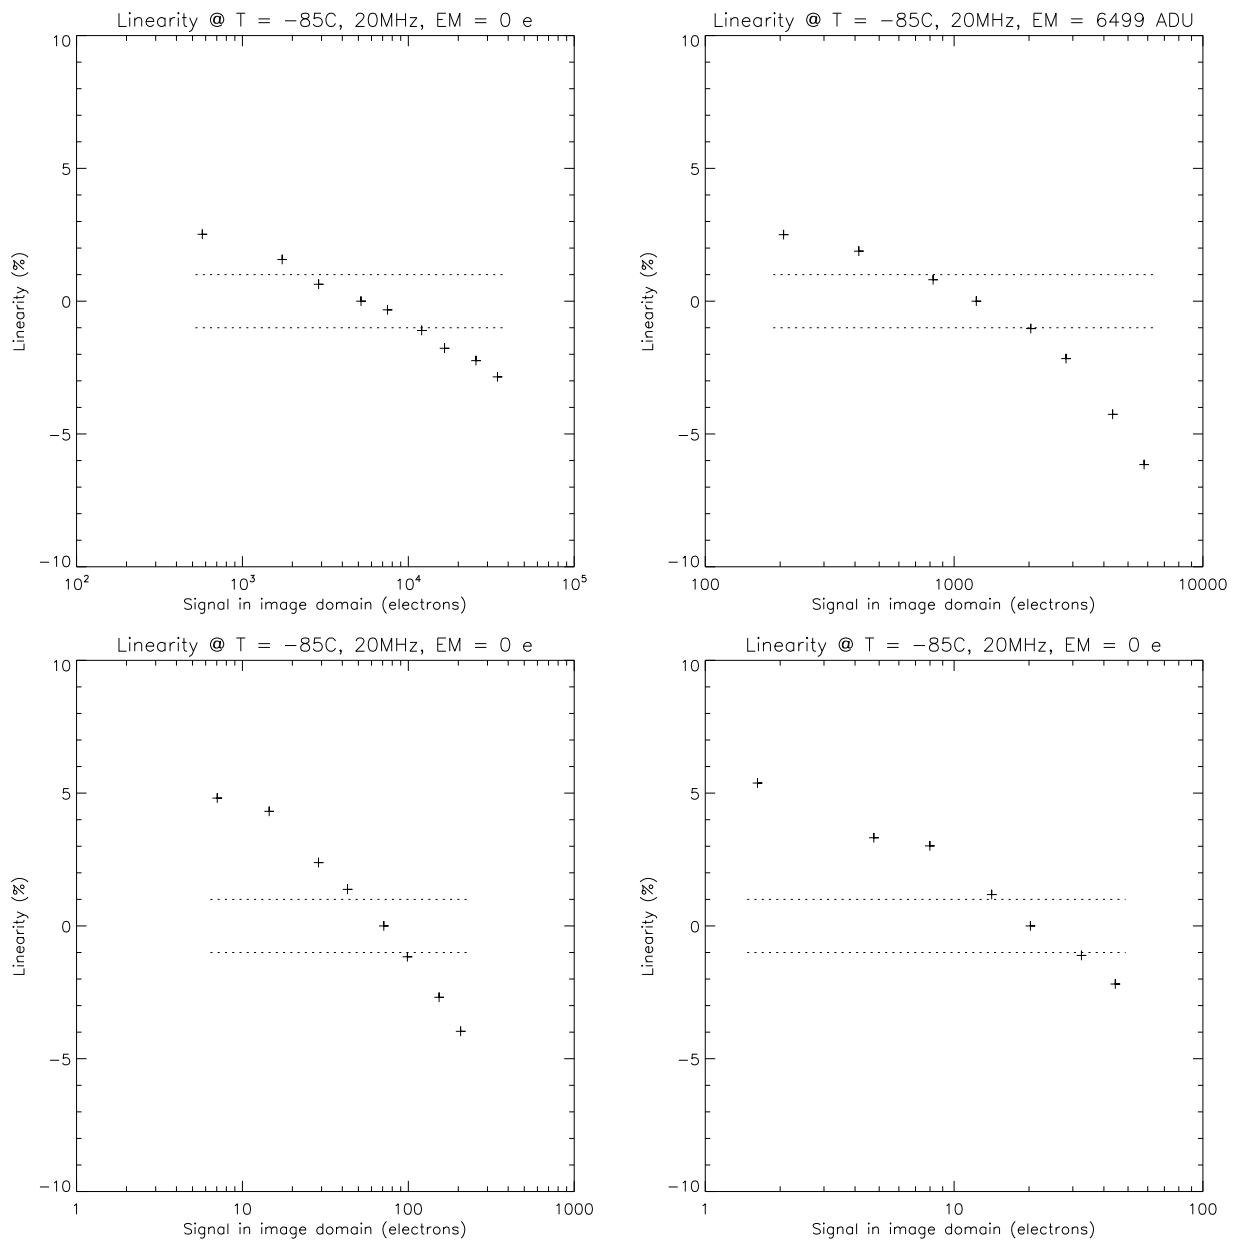 Linearity @ T = −85C, 20MHz, EM = 0 e
10
5
0
−5
−10
Linearity (%)
10² 10³ 10⁴ 10⁵
Signal in image domain (electrons)
Linearity @ T = −85C, 20MHz, EM = 6499 ADU
10
5
0
−5
−10
Linearity (%)
100 1000 10000
Signal in image domain (electrons)
Linearity @ T = −85C, 20MHz, EM = 0 e
10
5
0
−5
−10
Linearity (%)
1 10 100 1000
Signal in image domain (electrons)
Linearity @ T = −85C, 20MHz, EM = 0 e
10
5
0
−5
−10
Linearity (%)
1 10 100
Signal in image domain (electrons)